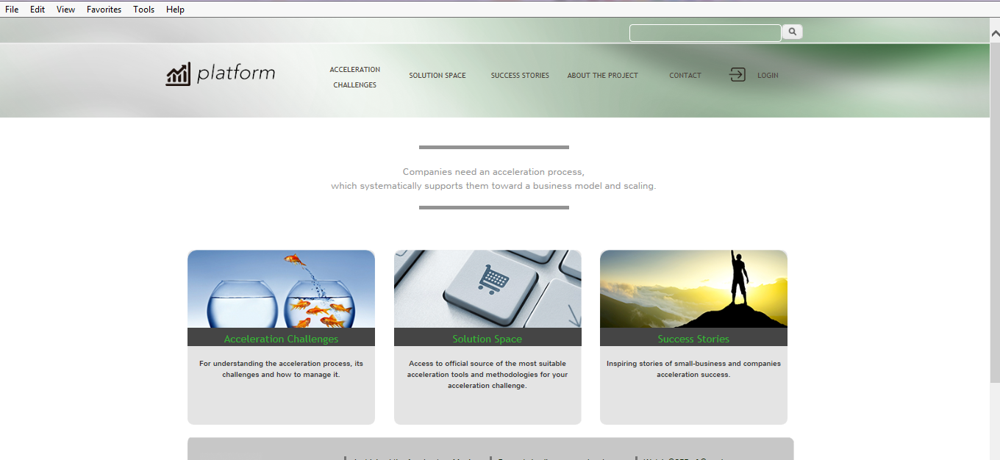 File Edit View Favorites Tools Help
platform
ACCELERATION
CHALLENGES
SOLUTION SPACE
SUCCESS STORIES
ABOUT THE PROJECT
CONTACT
LOGIN
Companies need an acceleration process,
which systematically supports them toward a business model and scaling.
Acceleration Challenges
For understanding the acceleration process, its
challenges and how to manage it.
Solution Space
Access to official source of the most suitable
acceleration tools and methodologies for your
acceleration challenge.
Success Stories
Inspiring stories of small-business and companies
acceleration success.